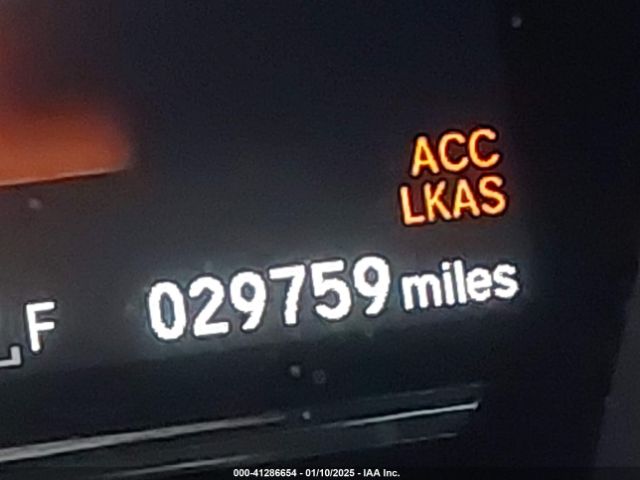 ACC
LKAS
F 029759 miles
000-41286654 - 01/10/2025 - IAA Inc.